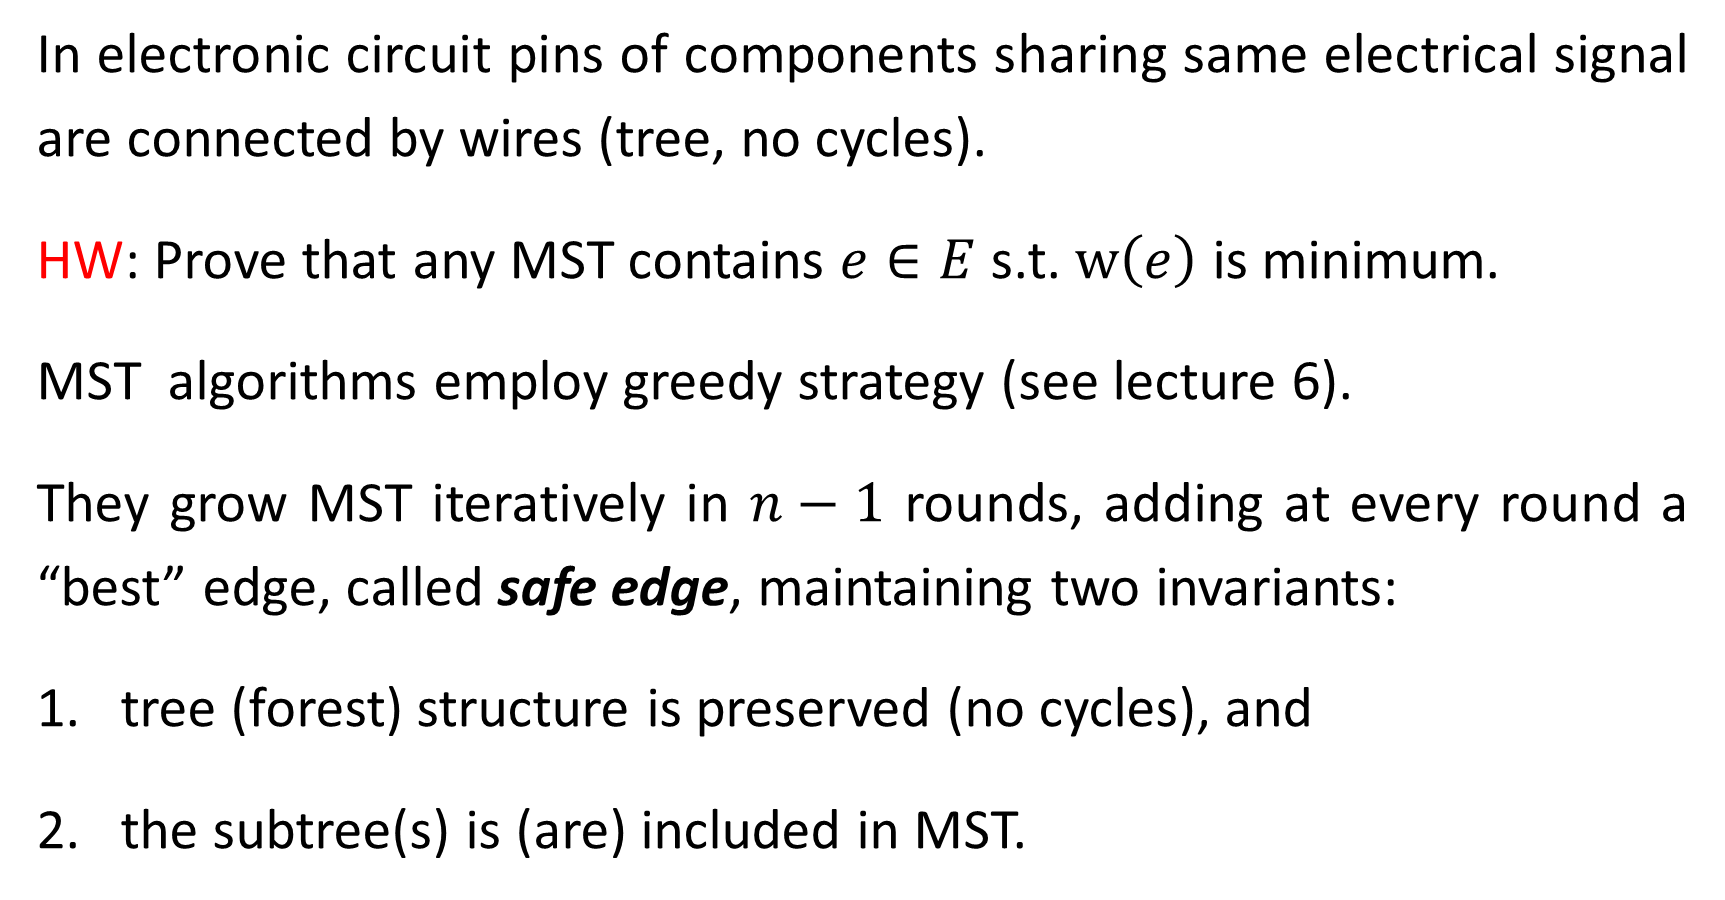 In electronic circuit pins of components sharing same electrical signal
are connected by wires (tree, no cycles).
HW: Prove that any MST contains e ∈ E s.t. w(e) is minimum.
MST algorithms employ greedy strategy (see lecture 6).
They grow MST iteratively in n − 1 rounds, adding at every round a
“best” edge, called safe edge, maintaining two invariants:
1. tree (forest) structure is preserved (no cycles), and
2. the subtree(s) is (are) included in MST.